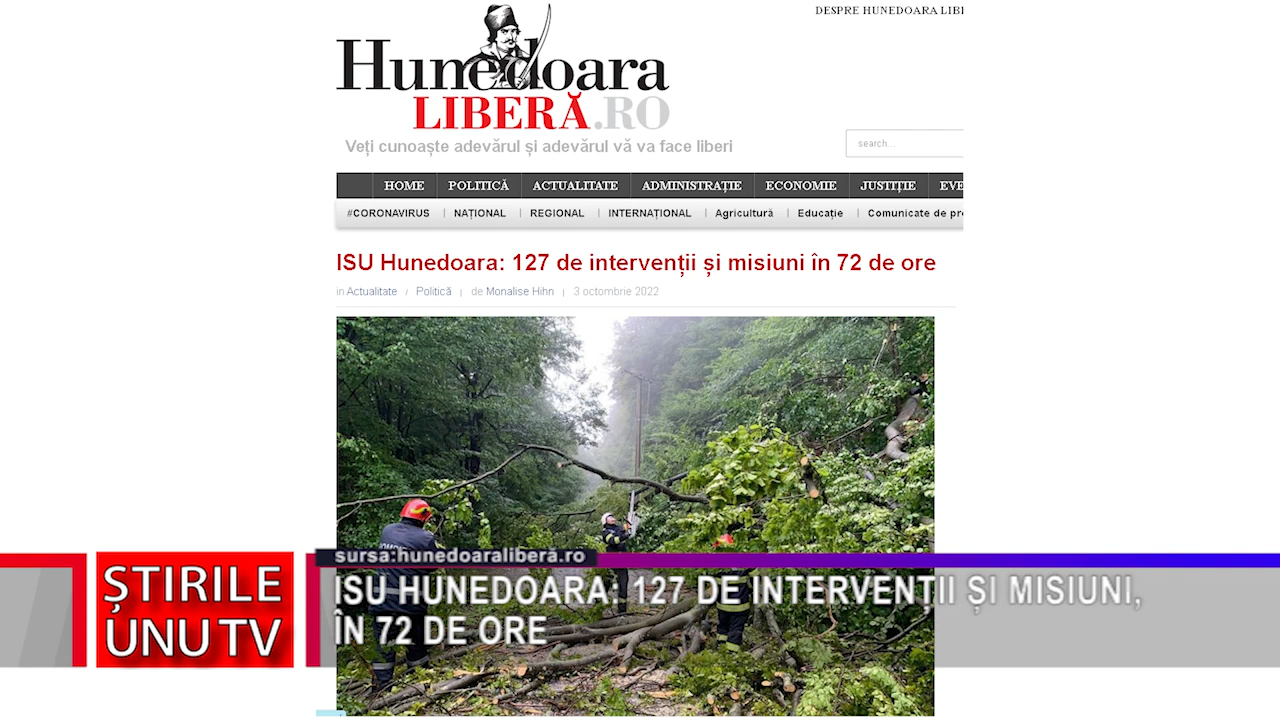 DESPRE HUNEDOARA LIB
Hunedoara
LIBERĂ.RO
Veți cunoaște adevărul și adevărul vă va face liberi
search...
HOME POLITICĂ ACTUALITATE ADMINISTRAȚIE ECONOMIE JUSTIȚIE EVE
#CORONAVIRUS | NAȚIONAL | REGIONAL | INTERNAȚIONAL | Agricultură | Educație | Comunicate de pre
ISU Hunedoara: 127 de intervenții și misiuni în 72 de ore
in Actualitate / Politică | de Monalise Hihn | 3 octombrie 2022
sursa:hunedoaraliberă.ro
ȘTIRILE
UNU TV
ISU HUNEDOARA: 127 DE INTERVENȚII ȘI MISIUNI,
ÎN 72 DE ORE